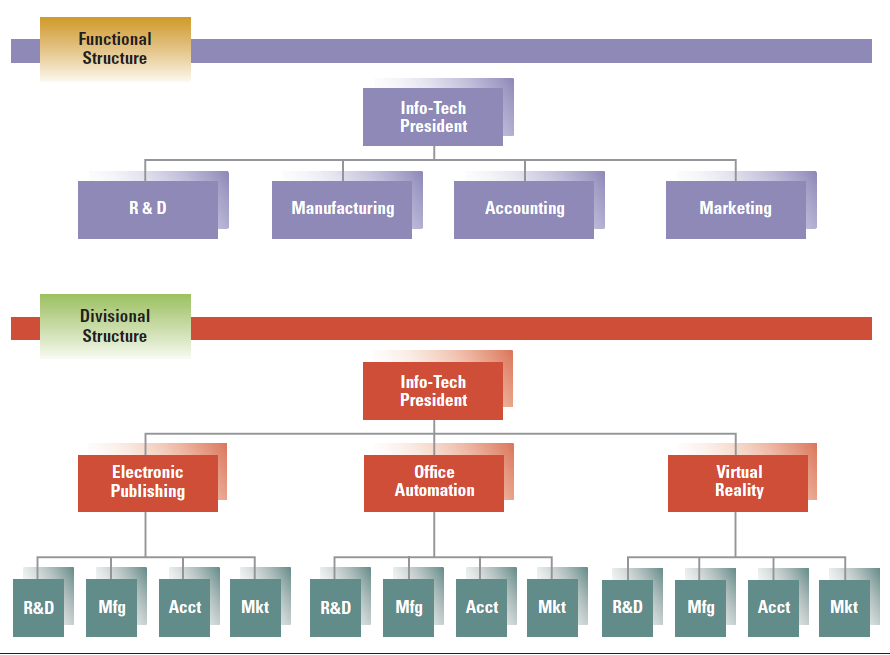 Functional
Structure
Info-Tech
President
R & D
Manufacturing
Accounting
Marketing
Divisional
Structure
Info-Tech
President
Electronic
Publishing
Office
Automation
Virtual
Reality
R&D
Mfg
Acct
Mkt
R&D
Mfg
Acct
Mkt
R&D
Mfg
Acct
Mkt